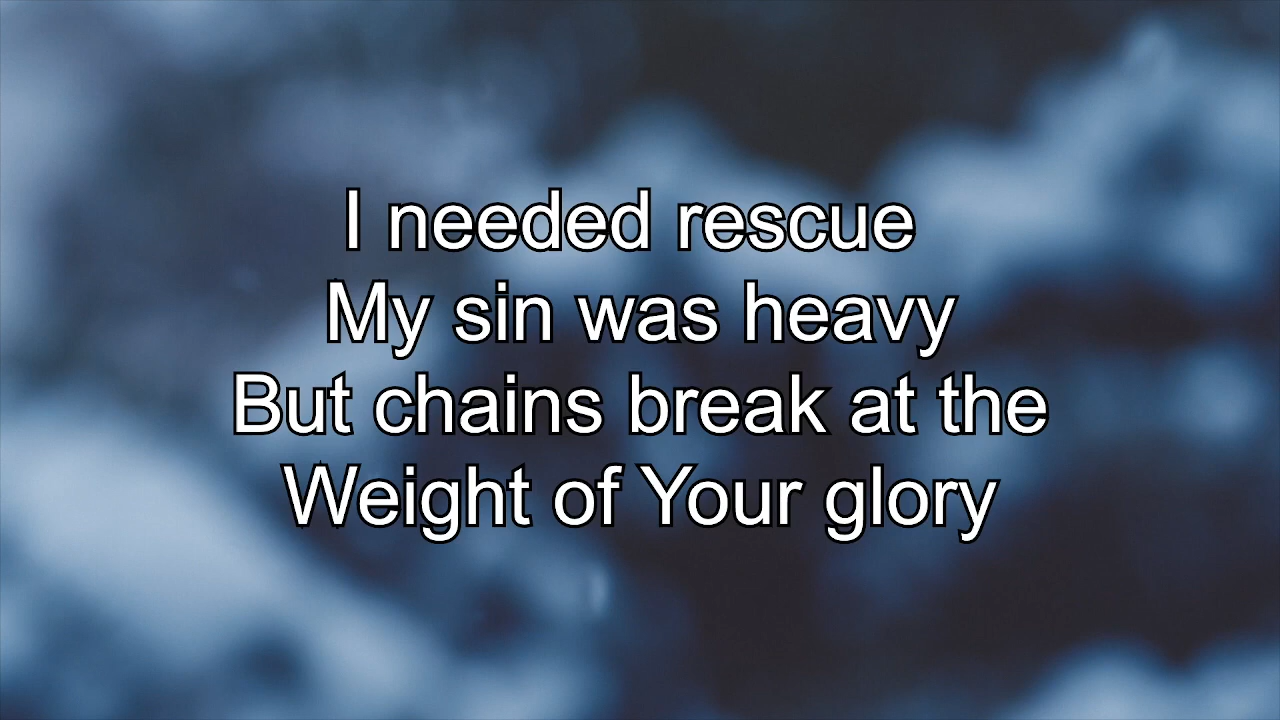 I needed rescue
My sin was heavy
But chains break at the
Weight of Your glory